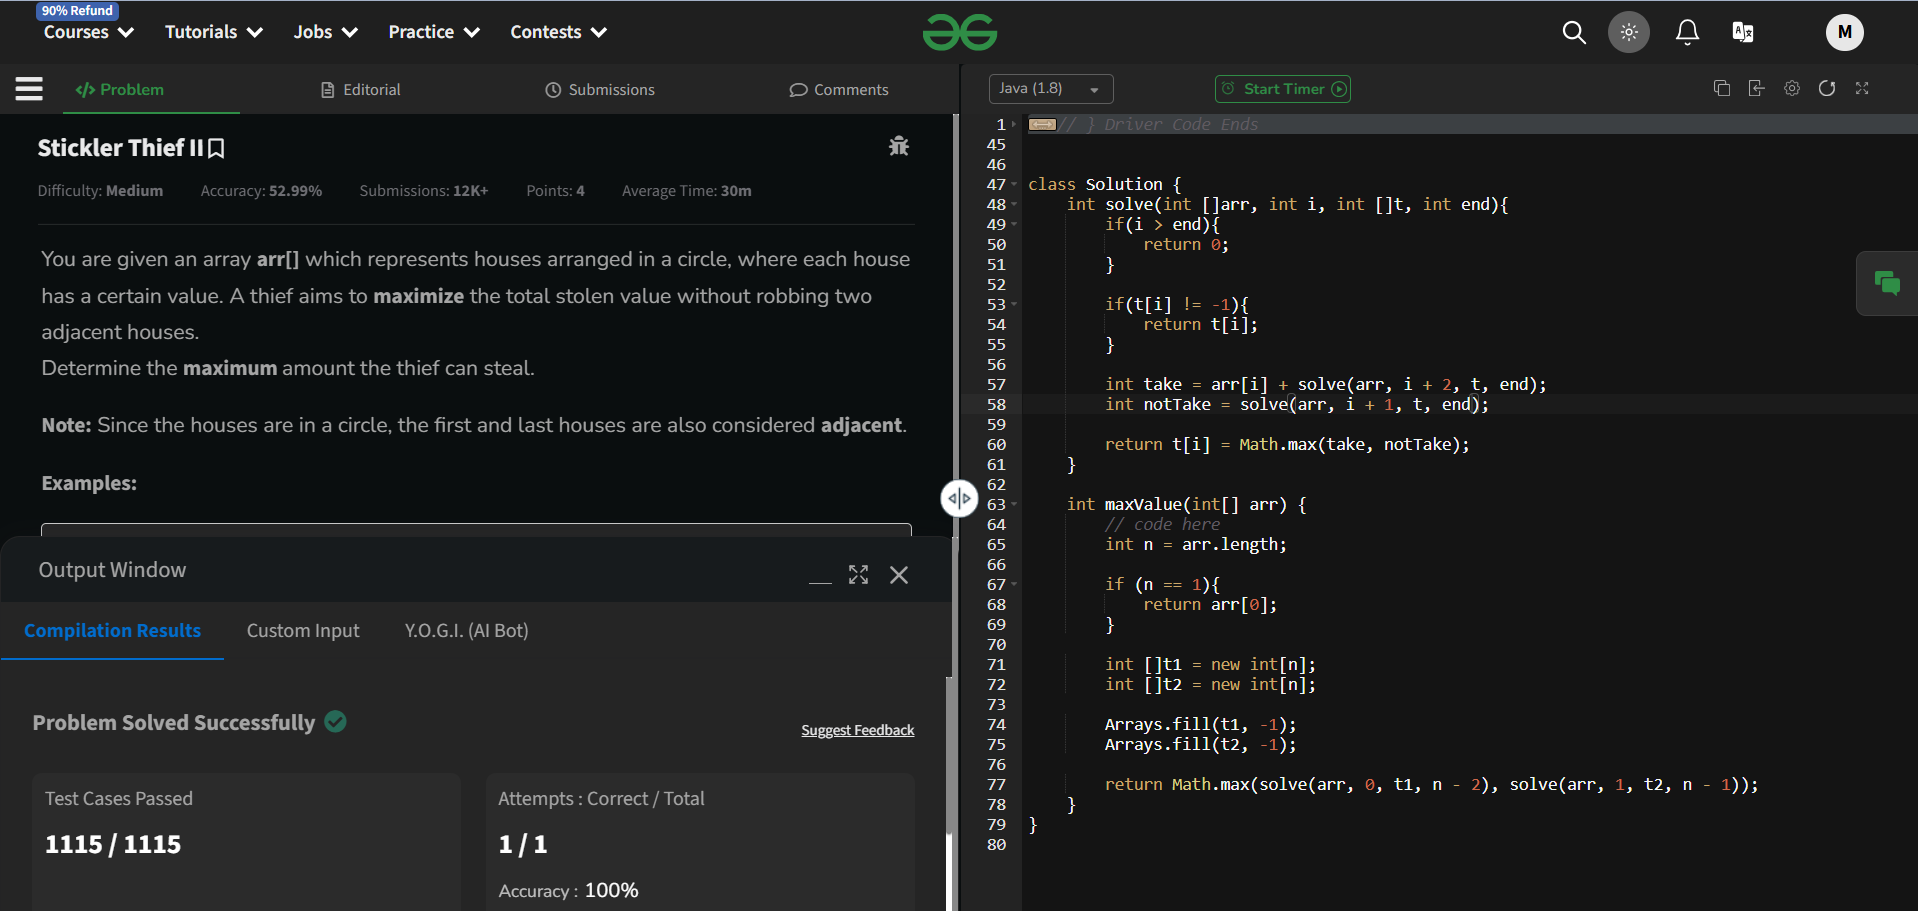 90% Refund
Courses Tutorials Jobs Practice Contests M
Problem Editorial Submissions Comments
Stickler Thief II
Difficulty: Medium Accuracy: 52.99% Submissions: 12K+ Points: 4 Average Time: 30m
You are given an array arr[] which represents houses arranged in a circle, where each house
has a certain value. A thief aims to maximize the total stolen value without robbing two
adjacent houses.
Determine the maximum amount the thief can steal.
Note: Since the houses are in a circle, the first and last houses are also considered adjacent.
Examples:
Output Window
Compilation Results Custom Input Y.O.G.I. (AI Bot)
Problem Solved Successfully
Suggest Feedback
Test Cases Passed
1115 / 1115
Attempts : Correct / Total
1 / 1
Accuracy : 100%
Java (1.8) Start Timer
1 // } Driver Code Ends
45
46
47 class Solution {
48     int solve(int []arr, int i, int []t, int end){
49         if(i > end){
50             return 0;
51         }
52
53         if(t[i] != -1){
54             return t[i];
55         }
56
57         int take = arr[i] + solve(arr, i + 2, t, end);
58         int notTake = solve(arr, i + 1, t, end);
59
60         return t[i] = Math.max(take, notTake);
61     }
62
63     int maxValue(int[] arr) {
64         // code here
65         int n = arr.length;
66
67         if (n == 1){
68             return arr[0];
69         }
70
71         int []t1 = new int[n];
72         int []t2 = new int[n];
73
74         Arrays.fill(t1, -1);
75         Arrays.fill(t2, -1);
76
77         return Math.max(solve(arr, 0, t1, n - 2), solve(arr, 1, t2, n - 1));
78     }
79 }
80